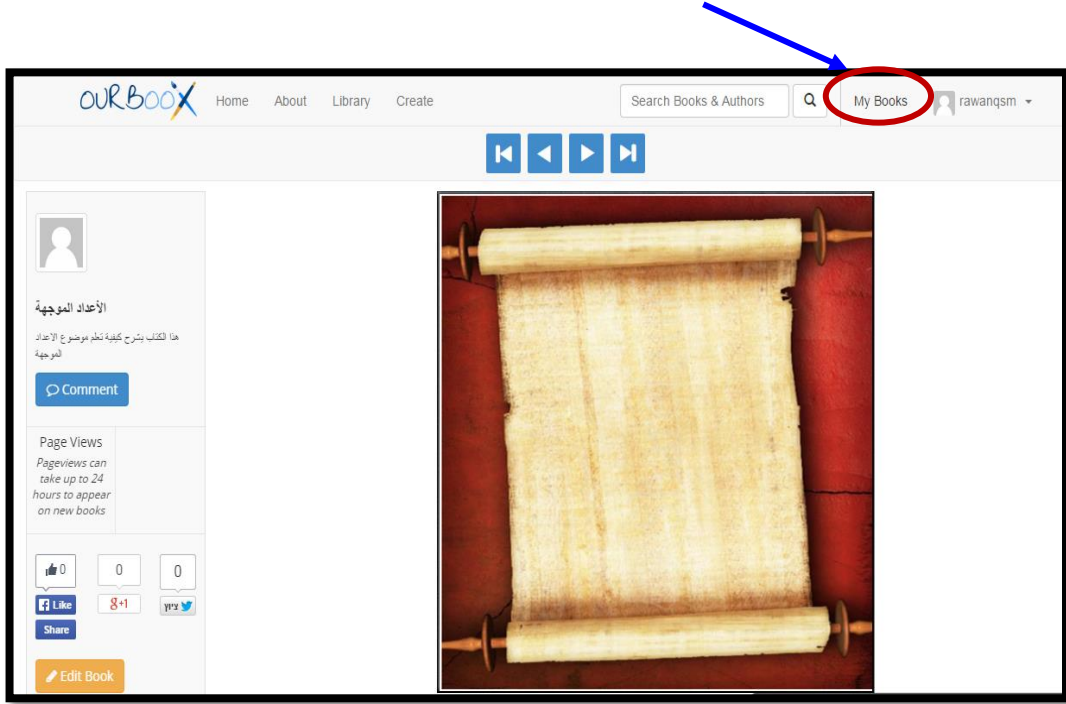 OURBOOX Home About Library Create Search Books & Authors My Books rawanqsm
الأعداد الموجهة
هذا الكتاب يشرح كيفية تعلم موضوع الاعداد
الموجهة
Comment
Page Views
Pageviews can
take up to 24
hours to appear
on new books
0 0 0
Like g+1 ציוץ
Share
Edit Book